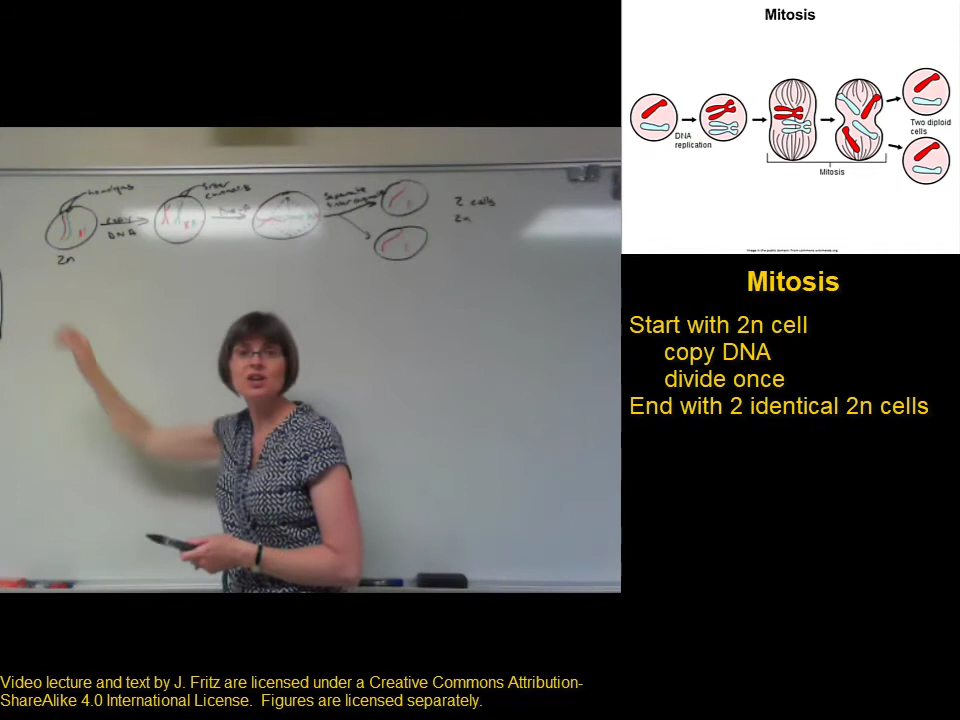 Mitosis
DNA
replication
Mitosis
Two diploid
cells
Mitosis
Start with 2n cell
copy DNA
divide once
End with 2 identical 2n cells
homologs
copy
DNA
2n
sister
Separate
2 cells
2n
Video lecture and text by J. Fritz are licensed under a Creative Commons Attribution-
ShareAlike 4.0 International License.  Figures are licensed separately.